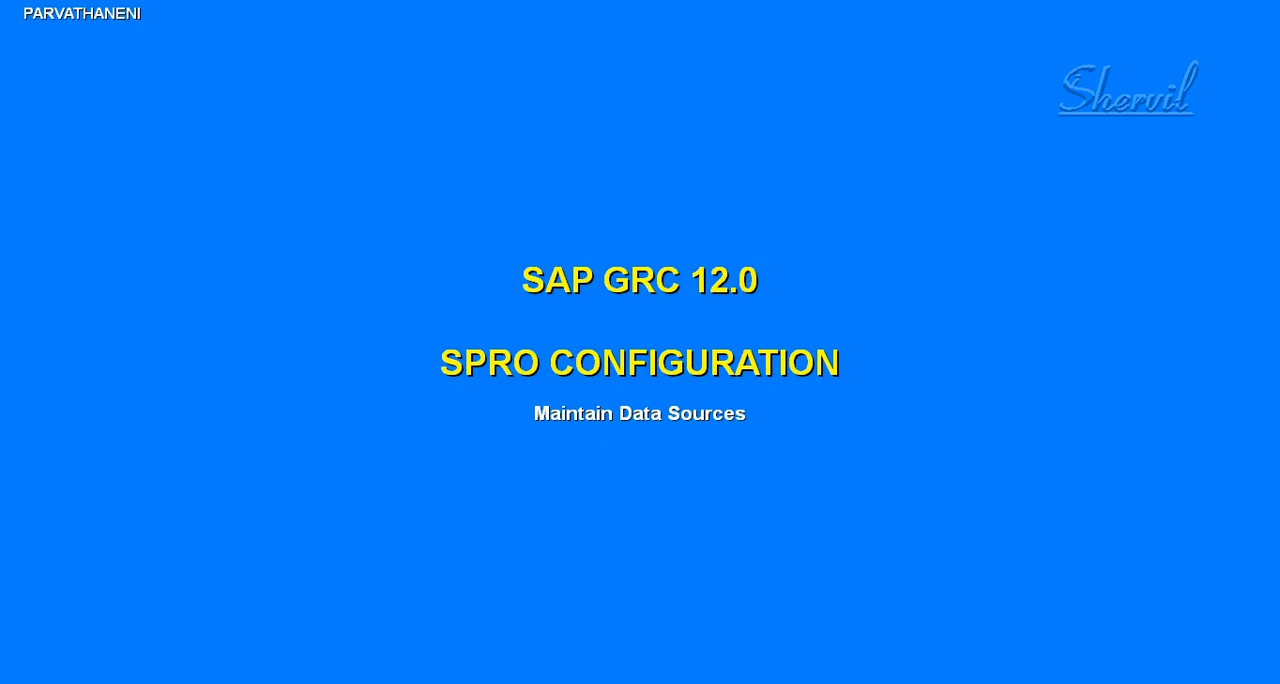 PARVATHANENI
Shervil
SAP GRC 12.0
SPRO CONFIGURATION
Maintain Data Sources